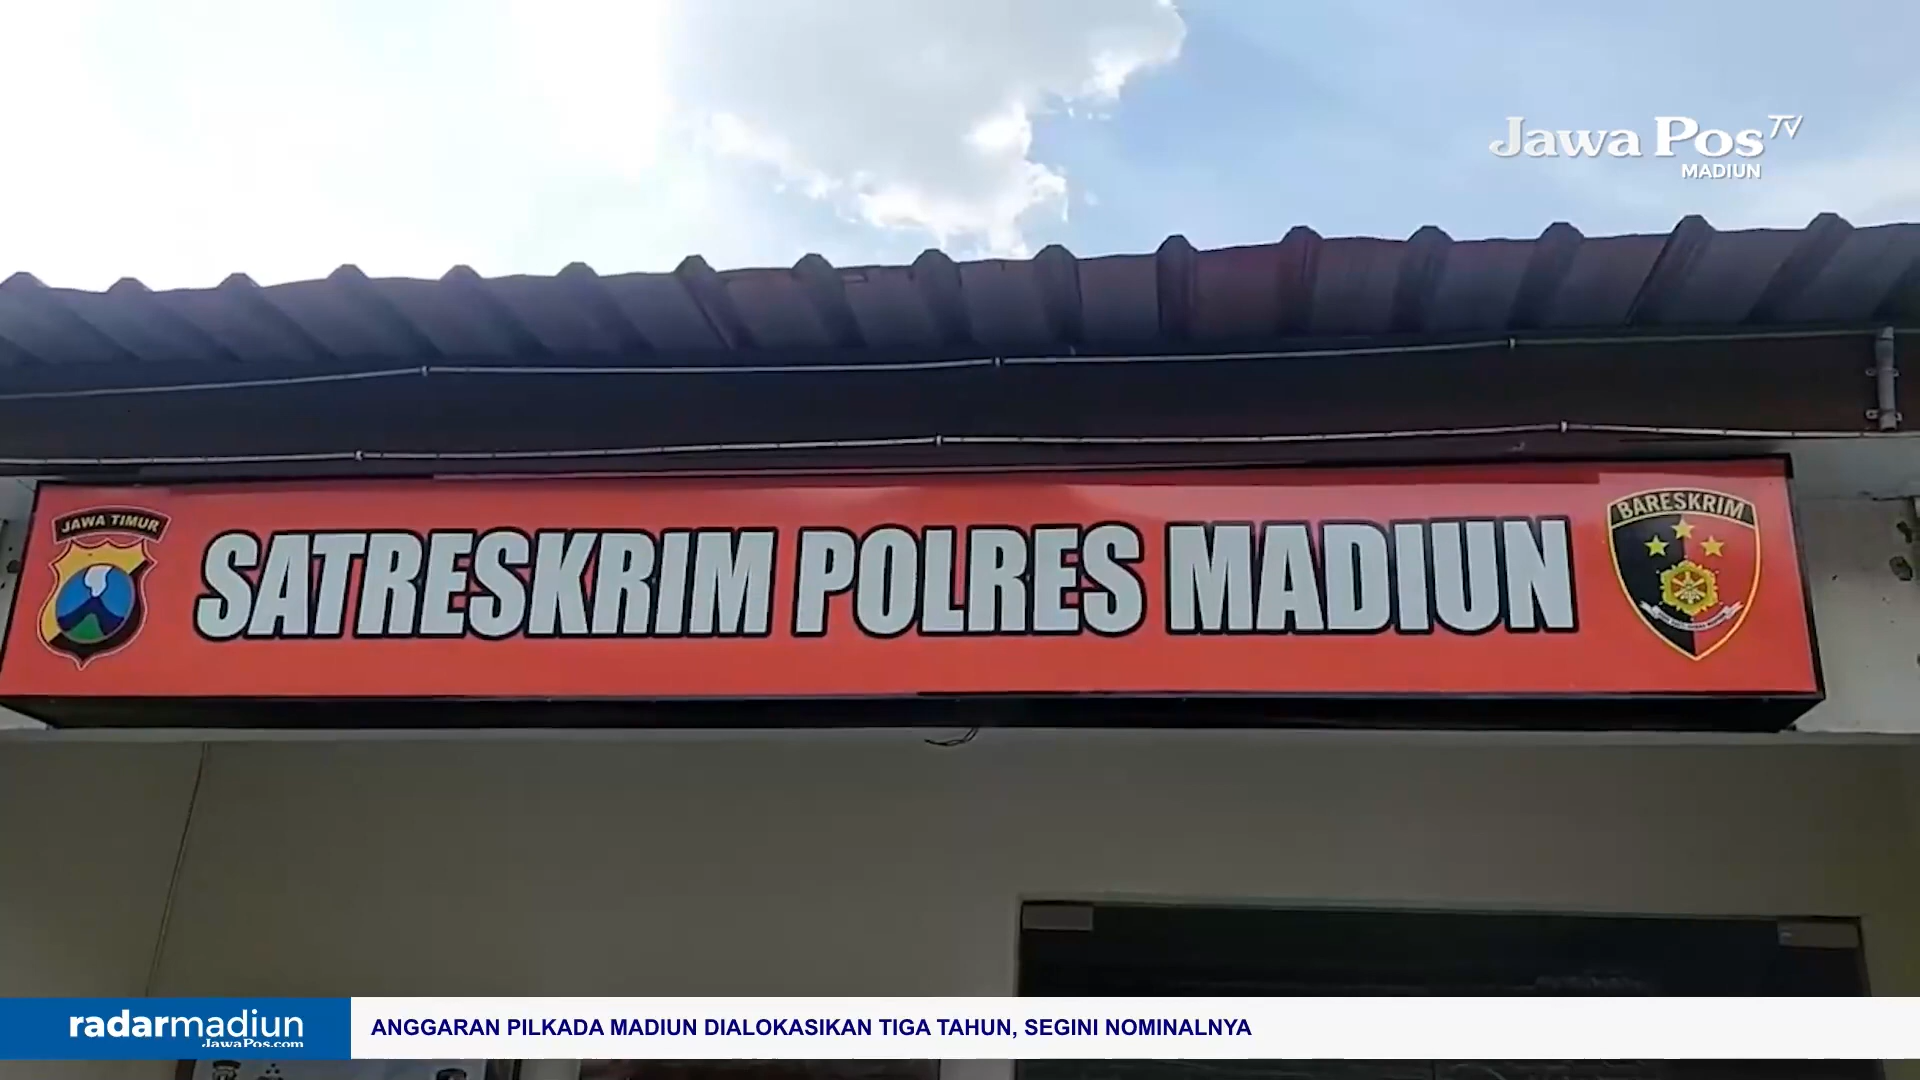 Jawa Pos TV
MADIUN
JAWA TIMUR
SATRESKRIM POLRES MADIUN
BARESKRIM
radarmadiun
JawaPos.com
ANGGARAN PILKADA MADIUN DIALOKASIKAN TIGA TAHUN, SEGINI NOMINALNYA